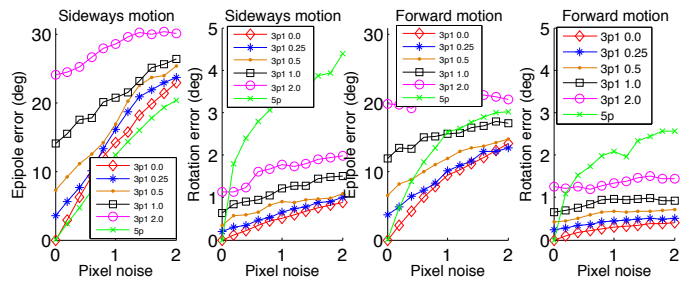 Sideways motion
Epipole error (deg)
30
20
10
0
0
1
2
Pixel noise
3p1 0.0
3p1 0.25
3p1 0.5
3p1 1.0
3p1 2.0
5p
Sideways motion
Rotation error (deg)
5
4
3
2
1
0
0
1
2
Pixel noise
3p1 0.0
3p1 0.25
3p1 0.5
3p1 1.0
3p1 2.0
5p
Forward motion
Epipole error (deg)
30
20
10
0
0
1
2
Pixel noise
3p1 0.0
3p1 0.25
3p1 0.5
3p1 1.0
3p1 2.0
5p
Forward motion
Rotation error (deg)
5
4
3
2
1
0
0
1
2
Pixel noise
3p1 0.0
3p1 0.25
3p1 0.5
3p1 1.0
3p1 2.0
5p